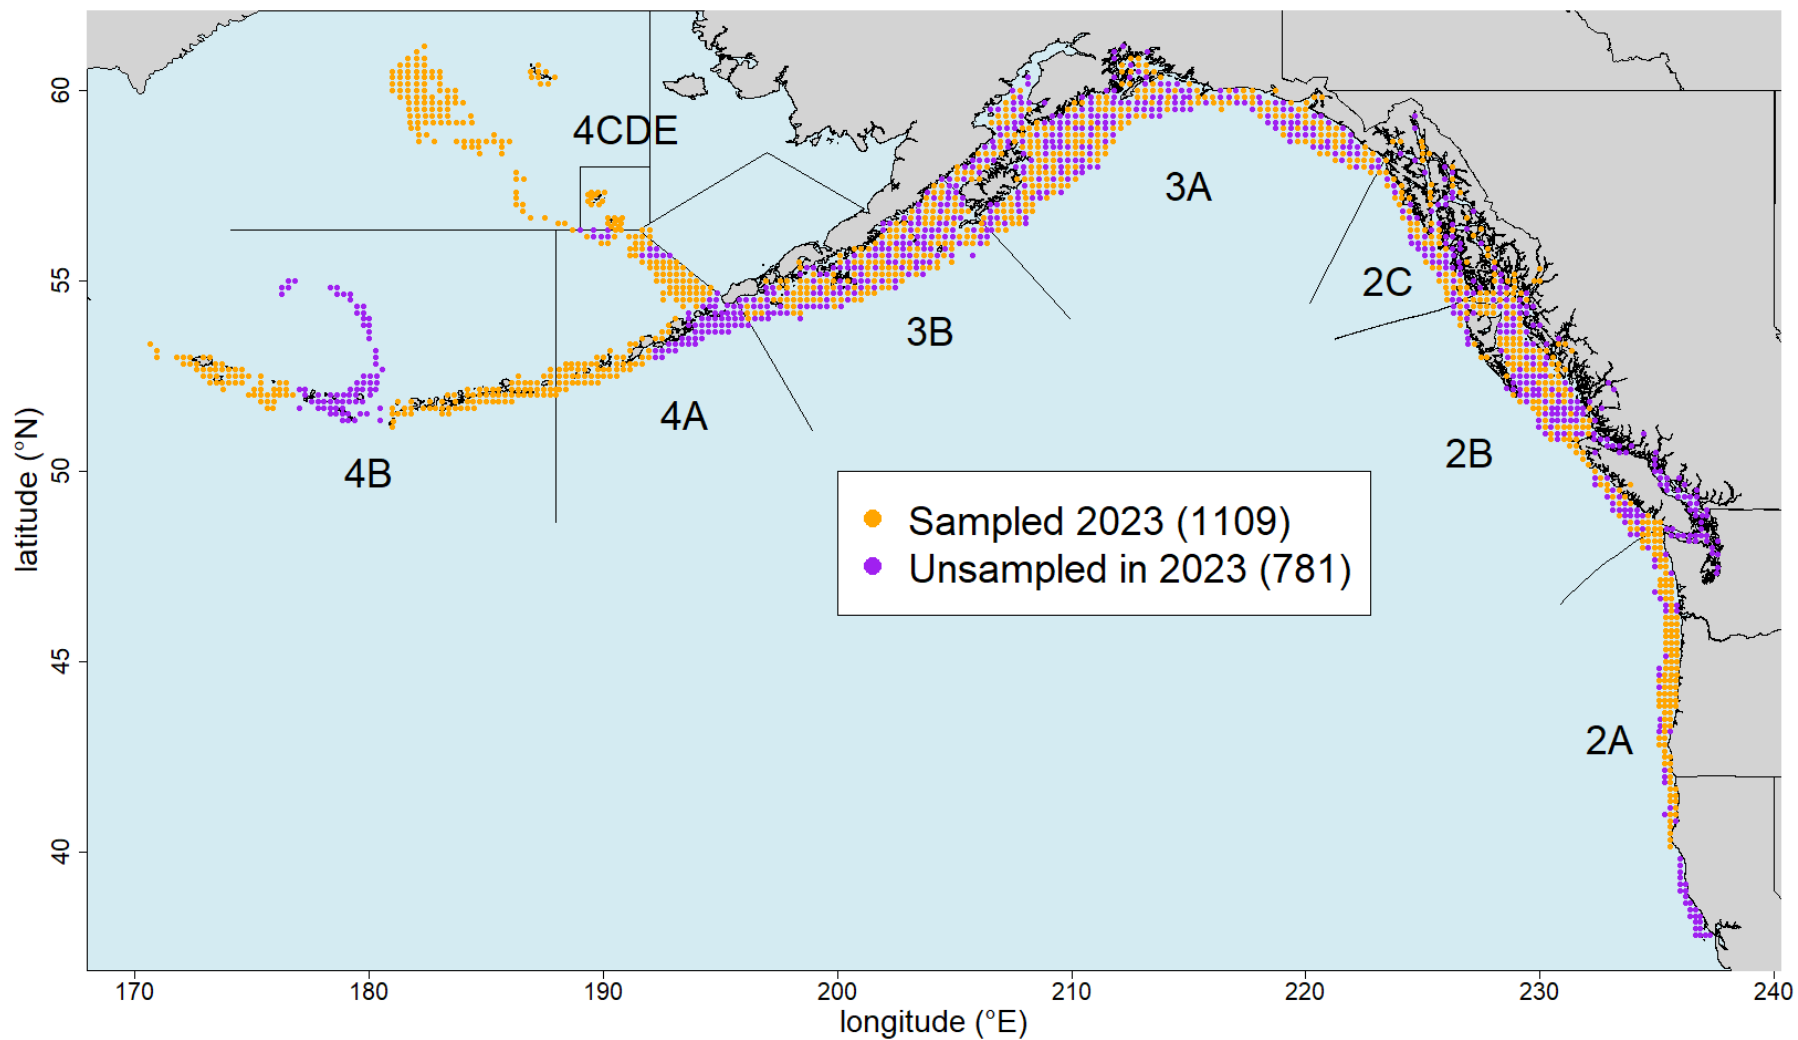 4CDE
3A
2C
3B
4A
4B
2B
2A
Sampled 2023 (1109)
Unsampled in 2023 (781)
latitude (°N)
60
55
50
45
40
170
180
190
200
210
220
230
240
longitude (°E)